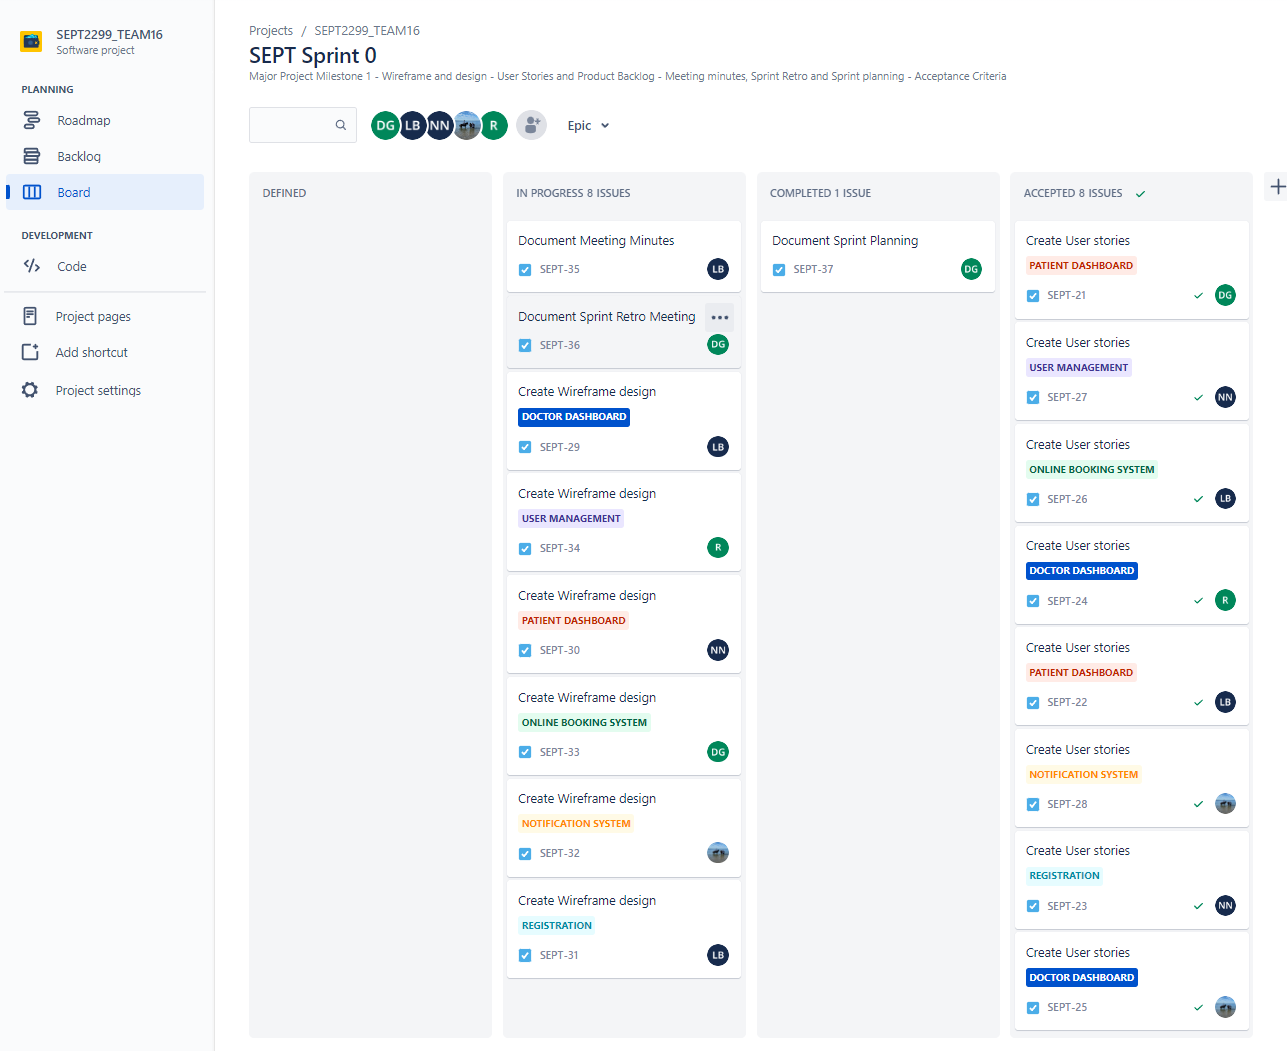 SEPT2299_TEAM16
Software project
PLANNING
Roadmap
Backlog
Board
DEVELOPMENT
Code
Project pages
Add shortcut
Project settings
Projects / SEPT2299_TEAM16
SEPT Sprint 0
Major Project Milestone 1 - Wireframe and design - User Stories and Product Backlog - Meeting minutes, Sprint Retro and Sprint planning - Acceptance Criteria
DG LB NN R
Epic
DEFINED
IN PROGRESS 8 ISSUES
Document Meeting Minutes
SEPT-35 LB
Document Sprint Retro Meeting
SEPT-36 DG
Create Wireframe design
DOCTOR DASHBOARD
SEPT-29 LB
Create Wireframe design
USER MANAGEMENT
SEPT-34 R
Create Wireframe design
PATIENT DASHBOARD
SEPT-30 NN
Create Wireframe design
ONLINE BOOKING SYSTEM
SEPT-33 DG
Create Wireframe design
NOTIFICATION SYSTEM
SEPT-32
Create Wireframe design
REGISTRATION
SEPT-31 LB
COMPLETED 1 ISSUE
Document Sprint Planning
SEPT-37 DG
ACCEPTED 8 ISSUES
Create User stories
PATIENT DASHBOARD
SEPT-21 DG
Create User stories
USER MANAGEMENT
SEPT-27 NN
Create User stories
ONLINE BOOKING SYSTEM
SEPT-26 LB
Create User stories
DOCTOR DASHBOARD
SEPT-24 R
Create User stories
PATIENT DASHBOARD
SEPT-22 LB
Create User stories
NOTIFICATION SYSTEM
SEPT-28
Create User stories
REGISTRATION
SEPT-23 NN
Create User stories
DOCTOR DASHBOARD
SEPT-25